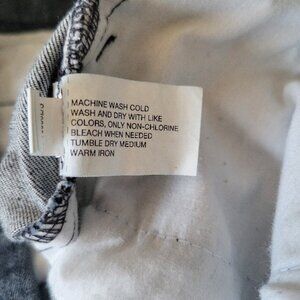 MACHINE WASH COLD
WASH AND DRY WITH LIKE
COLORS, ONLY NON-CHLORINE
BLEACH WHEN NEEDED
TUMBLE DRY MEDIUM
WARM IRON